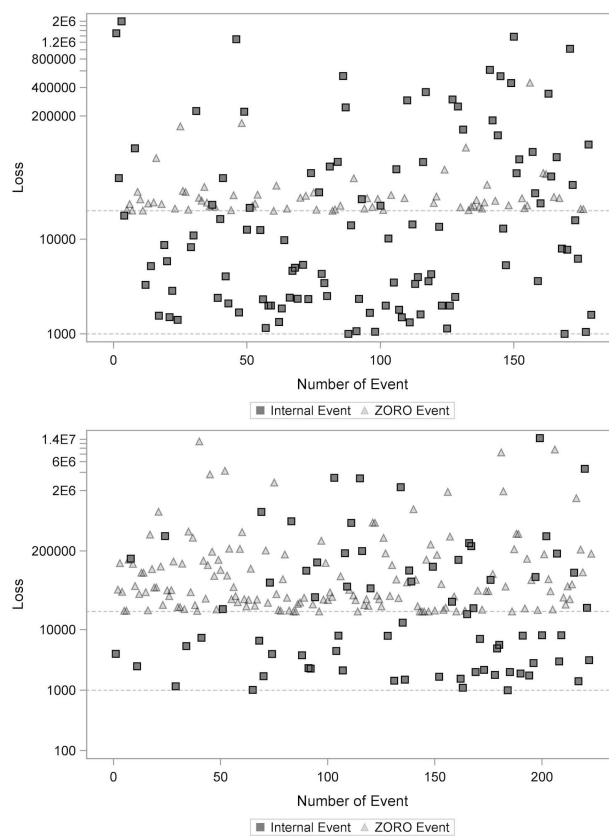 2E6
1.2E6
800000
400000
200000
10000
1000
Loss
0 50 100 150
Number of Event
Internal Event ZORO Event
1.4E7
6E6
2E6
200000
10000
1000
100
Loss
0 50 100 150 200
Number of Event
Internal Event ZORO Event